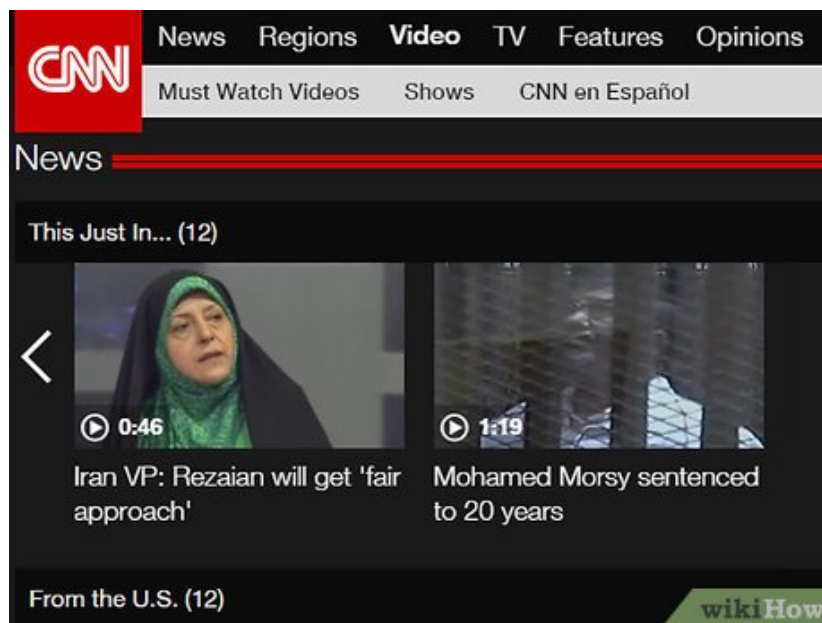 CNN
News Regions Video TV Features Opinions
Must Watch Videos Shows CNN en Español
News
This Just In... (12)
0:46
1:19
Iran VP: Rezaian will get 'fair
approach'
Mohamed Morsy sentenced
to 20 years
From the U.S. (12)
wikiHow